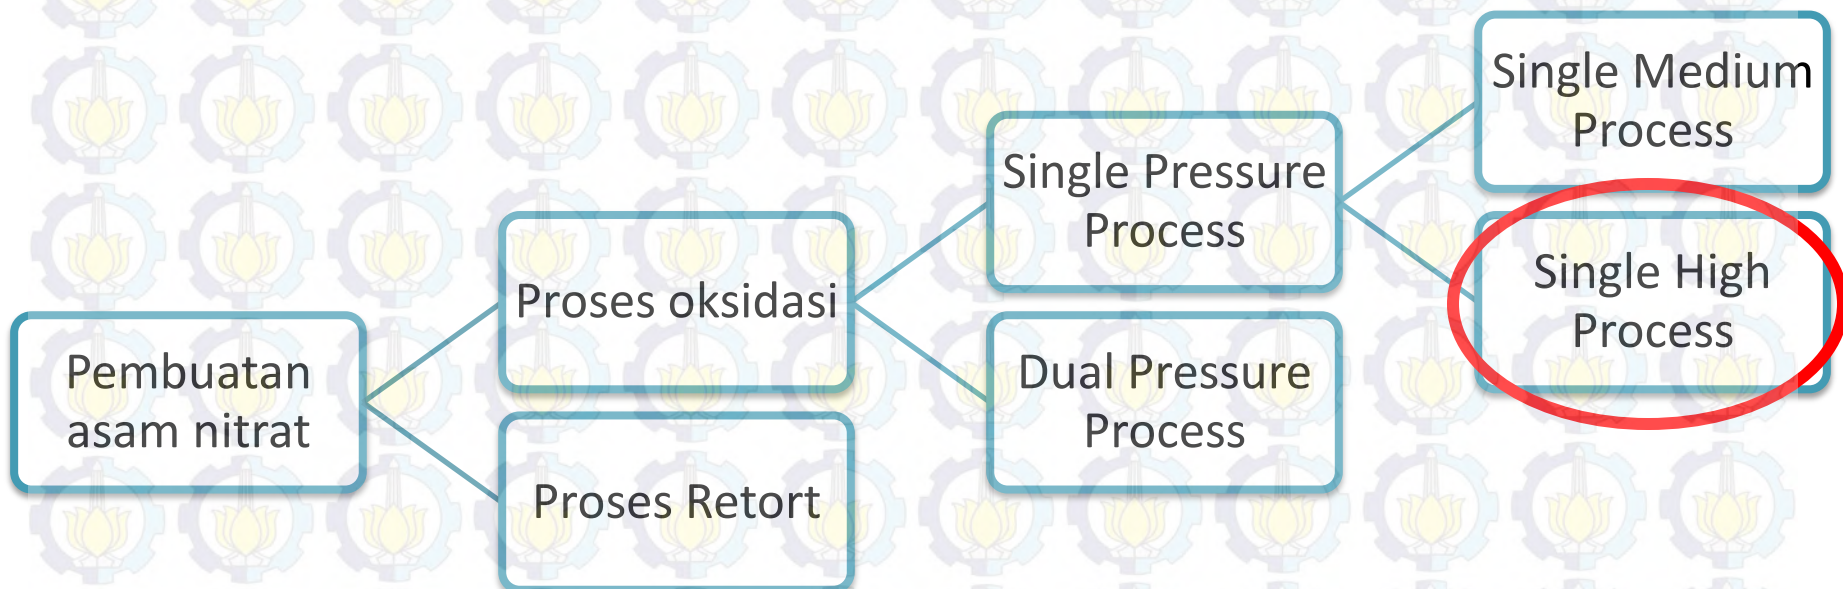 Pembuatan
asam nitrat
Proses oksidasi
Proses Retort
Single Pressure
Process
Dual Pressure
Process
Single Medium
Process
Single High
Process